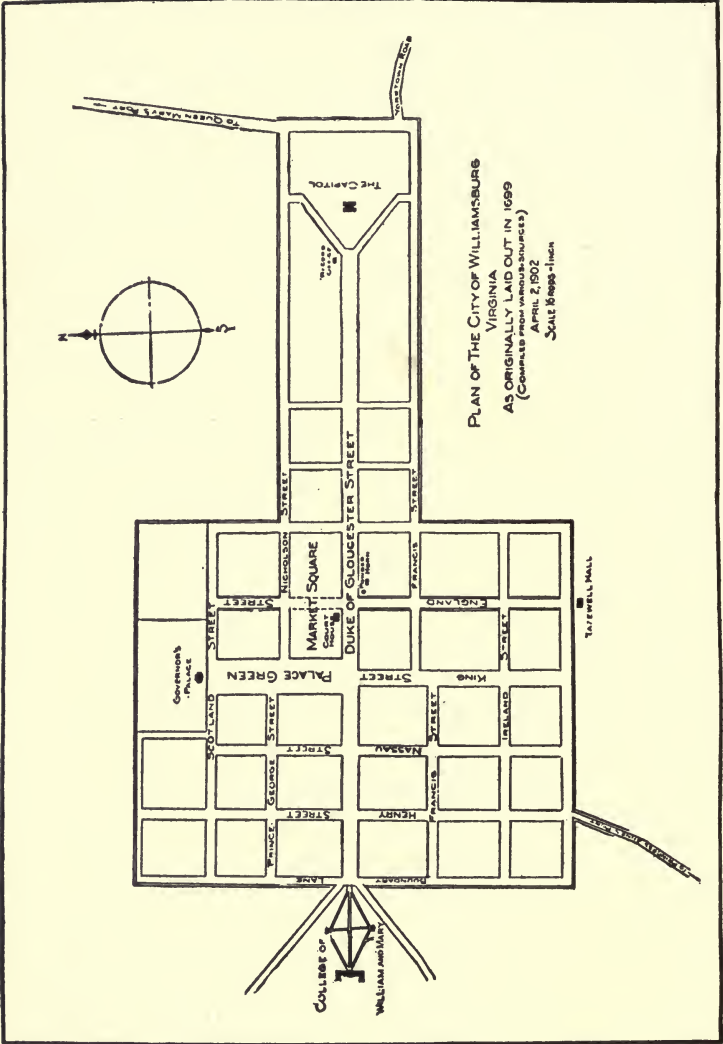 PLAN OF THE CITY OF WILLIAMSBURG
VIRGINIA
AS ORIGINALLY LAID OUT IN 1699
(COMPILED FROM VARIOUS SOURCES)
APRIL 2, 1902
SCALE 16 RODS = 1 INCH
N
S
TO QUEEN MARY'S PORT
YORKTOWN ROAD
THE CAPITOL
RECORD
OFFICE
NICHOLSON
STREET
DUKE OF GLOUCESTER STREET
FRANCIS
STREET
MARKET SQUARE
COURT
HOUSE
POWDER
HORN
ENGLAND
STREET
GOVERNOR'S
PALACE
PALACE GREEN
SCOTLAND
STREET
KING
STREET
IRELAND
STREET
TAZEWELL HALL
PRINCE
GEORGE
STREET
NASSAU
STREET
HENRY
STREET
FRANCIS
STREET
BOUNDARY
LANE
COLLEGE OF
WILLIAM AND MARY